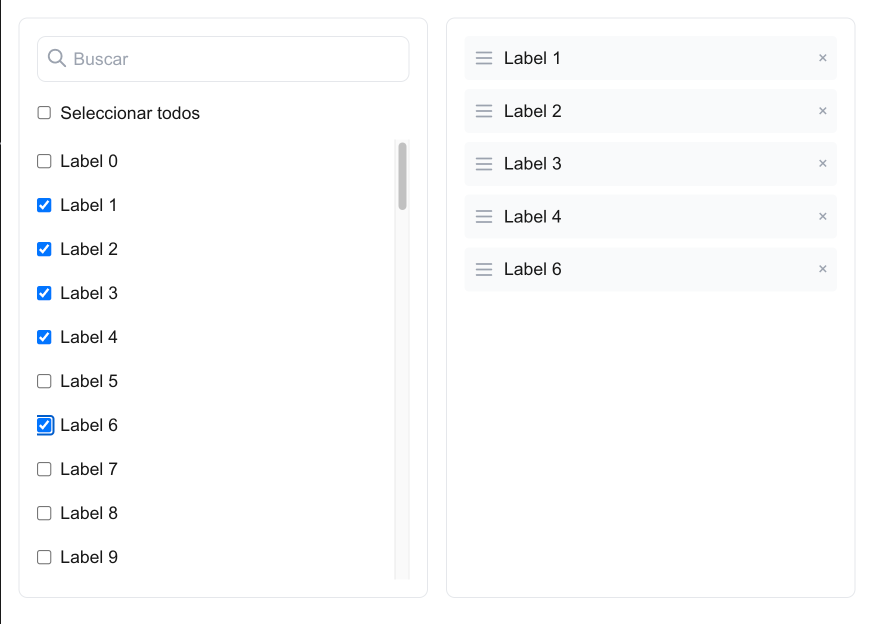 Buscar
Seleccionar todos
Label 0
Label 1
Label 2
Label 3
Label 4
Label 5
Label 6
Label 7
Label 8
Label 9
Label 1 ×
Label 2 ×
Label 3 ×
Label 4 ×
Label 6 ×